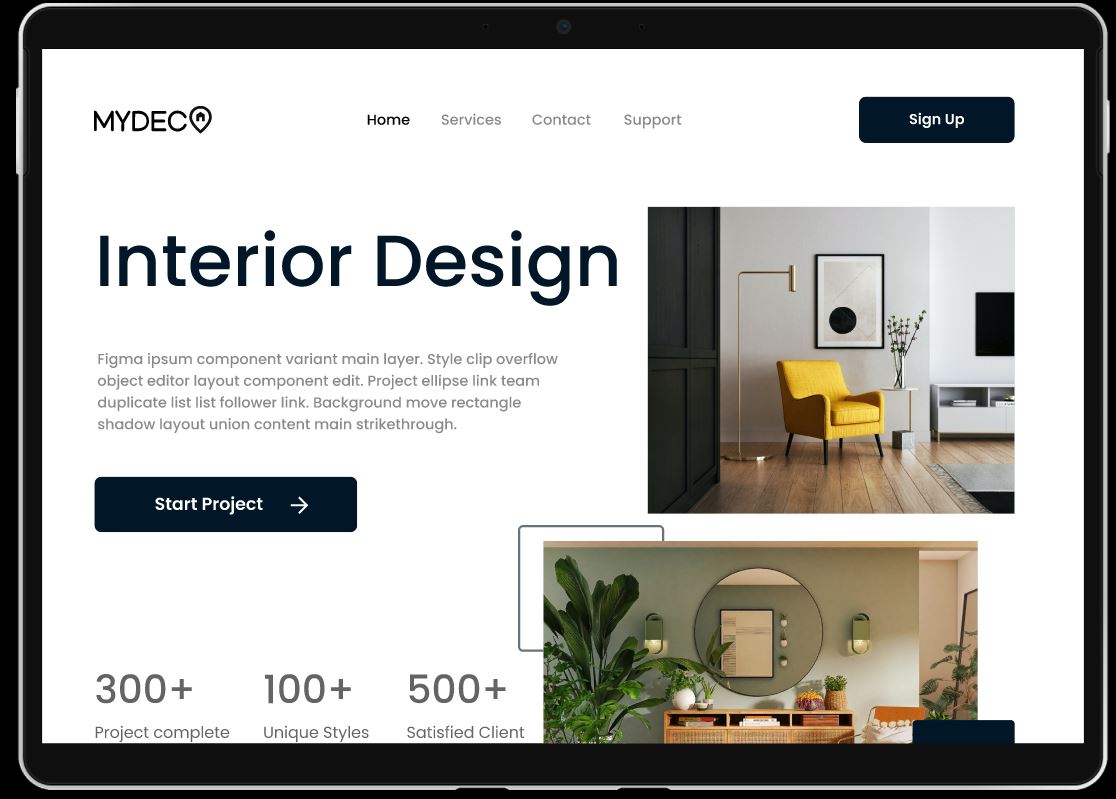 MYDECO
Home Services Contact Support
Sign Up
Interior Design
Figma ipsum component variant main layer. Style clip overflow
object editor layout component edit. Project ellipse link team
duplicate list list follower link. Background move rectangle
shadow layout union content main strikethrough.
Start Project
300+ 100+ 500+
Project complete Unique Styles Satisfied Client